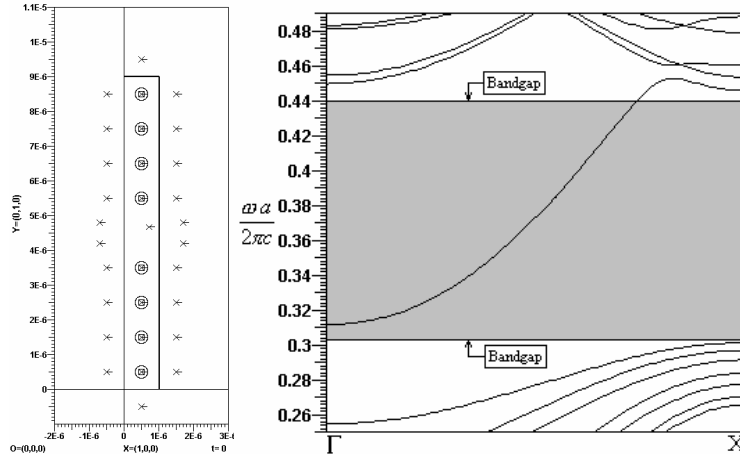 1.1E-5
1E-5
9E-6
8E-6
7E-6
6E-6
5E-6
4E-6
3E-6
2E-6
1E-6
0
Y=(0,1,0)
-2E-6
-1E-6
0
1E-6
2E-6
3E-6
O=(0,0,0)
X=(1,0,0)
t= 0
ωa
2πc
0.48
0.46
0.44
0.42
0.4
0.38
0.36
0.34
0.32
0.3
0.28
0.26
Bandgap
Bandgap
Γ
X